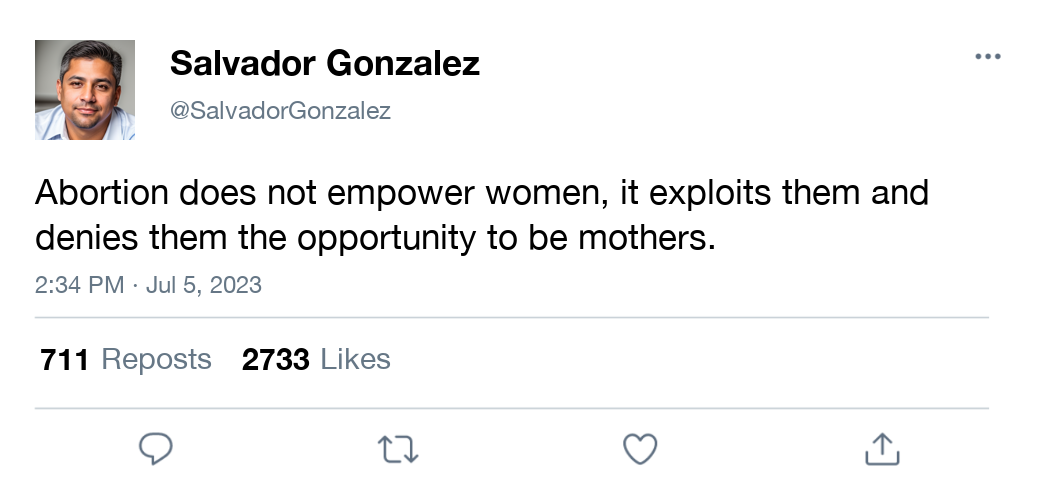 Salvador Gonzalez
@SalvadorGonzalez
Abortion does not empower women, it exploits them and
denies them the opportunity to be mothers.
2:34 PM · Jul 5, 2023
711 Reposts 2733 Likes